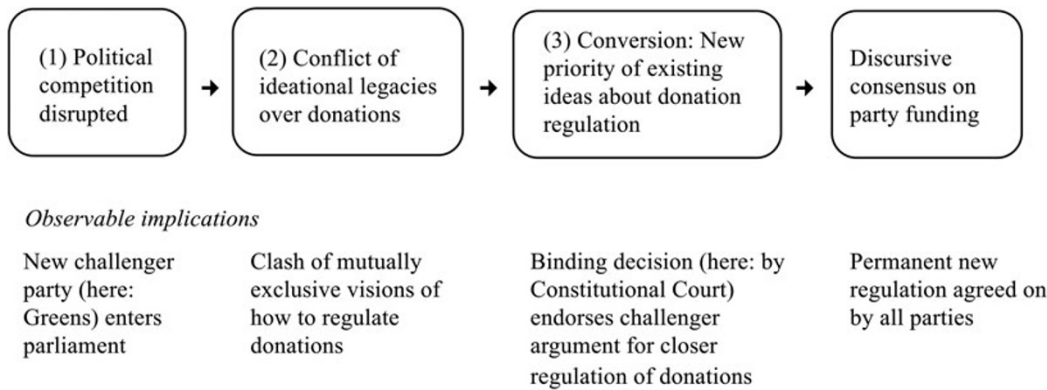 (1) Political
competition
disrupted
(2) Conflict of
ideational legacies
over donations
(3) Conversion: New
priority of existing
ideas about donation
regulation
Discursive
consensus on
party funding
Observable implications
New challenger
party (here:
Greens) enters
parliament
Clash of mutually
exclusive visions of
how to regulate
donations
Binding decision (here: by
Constitutional Court)
endorses challenger
argument for closer
regulation of donations
Permanent new
regulation agreed on
by all parties